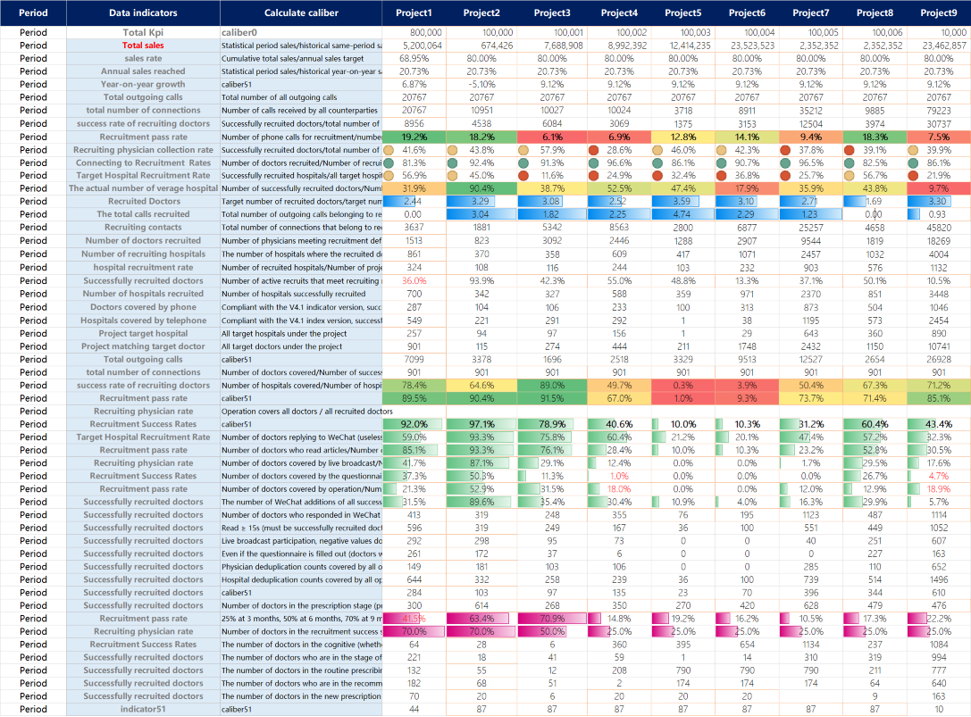 Period Data indicators Calculate caliber Project1 Project2 Project3 Project4 Project5 Project6 Project7 Project8 Project9
Period Total Kpi caliber0 800,000 100,000 100,001 100,002 100,003 100,004 100,005 100,006 10,000
Period Total sales Statistical period sales/historical same-period sa 5,200,064 674,426 7,688,908 8,992,392 12,414,235 23,523,523 2,352,352 2,352,352 23,462,857
Period sales rate Cumulative total sales/annual sales target 68.95% 80.00% 80.00% 80.00% 80.00% 80.00% 80.00% 80.00% 80.00%
Period Annual sales reached Statistical period sales/historical year-on-year s 20.73% 20.73% 20.73% 20.73% 20.73% 20.73% 20.73% 20.73% 20.73%
Period Year-on-year growth caliber51 6.87% -5.10% 9.12% 9.12% 9.12% 9.12% 9.12% 9.12% 9.12%
Period Total outgoing calls Total number of all outgoing calls 20767 20767 20767 20767 20767 20767 20767 20767 20767
Period total number of connections Number of calls received by all counterparties 20767 10951 10027 10024 3718 8911 35212 9885 79223
Period success rate of recruiting doctors Successfully recruited doctors/total number of 8956 4538 6084 3069 1375 3153 12504 3974 30737
Period Recruitment pass rate Number of phone calls for recruitment/number 19.2% 18.2% 6.1% 6.9% 12.8% 14.1% 9.4% 18.3% 7.5%
Period Recruiting physician collection rate Successfully recruited doctors/total number of 41.6% 43.8% 57.9% 28.6% 46.0% 42.3% 37.8% 39.1% 39.9%
Period Connecting to Recruitment Rates Number of doctors recruited/Number of recrui 81.3% 92.4% 91.3% 96.6% 86.1% 90.7% 96.5% 82.5% 86.1%
Period Target Hospital Recruitment Rate Successfully recruited hospitals/all target hospi 56.9% 45.0% 11.6% 24.9% 32.4% 36.8% 25.7% 56.7% 21.9%
Period The actual number of verage hospital Number of successfully recruited doctors/Num 31.9% 90.4% 38.7% 52.5% 47.4% 17.9% 35.9% 43.8% 9.7%
Period Recruited Doctors Target number of recruited doctors/target num 2.44 3.29 3.08 2.52 3.59 3.10 2.71 1.69 3.30
Period The total calls recruited Total number of outgoing calls belonging to re 0.00 3.04 1.82 2.25 4.74 2.29 1.23 0.00 0.93
Period Recruiting contacts Total number of connections that belong to re 3637 1881 5342 8563 2800 6877 25257 4658 45820
Period Number of doctors recruited Number of physicians meeting recruitment def 1513 823 3092 2446 1288 2907 9544 1819 18269
Period Number of recruiting hospitals The number of hospitals where the recruited d 861 370 358 609 417 1071 2457 1032 4004
Period hospital recruitment rate Number of recruited hospitals/Number of proje 324 108 116 244 103 232 903 576 1132
Period Successfully recruited doctors Number of active recruits that meet recruiting 36.0% 93.9% 42.3% 55.0% 48.8% 13.3% 37.1% 50.1% 10.5%
Period Number of hospitals recruited Number of hospitals successfully recruited 700 342 327 588 359 971 2370 851 3448
Period Doctors covered by phone Compliant with the V4.1 indicator version, succ 287 104 106 233 100 313 873 504 1046
Period Hospitals covered by telephone Compliant with the V4.1 index version, successf 549 221 291 292 1 38 1195 573 2454
Period Project target hospital All target hospitals under the project 257 94 97 156 1 29 643 360 890
Period Project matching target doctor All target doctors under the project 901 115 274 444 211 1748 2432 1150 10741
Period Total outgoing calls caliber51 7099 3378 1696 2518 3329 9513 12527 2654 26928
Period total number of connections Number of doctors covered/Number of succes 901 901 901 901 901 901 901 901 901
Period success rate of recruiting doctors Number of hospitals covered/Number of hospi 78.4% 64.6% 89.0% 49.7% 0.3% 3.9% 50.4% 67.3% 71.2%
Period Recruitment pass rate caliber51 89.5% 90.4% 91.5% 67.0% 1.0% 9.3% 73.7% 71.4% 85.1%
Period Recruiting physician rate Operation covers all doctors / all recruited doctors
Period Recruitment Success Rates caliber51 92.0% 97.1% 78.9% 40.6% 10.0% 10.3% 31.2% 60.4% 43.4%
Period Target Hospital Recruitment Rate Number of doctors replying to WeChat (useless 59.0% 93.3% 75.8% 60.4% 21.2% 20.1% 47.4% 57.2% 32.3%
Period Recruitment pass rate Number of doctors who read articles/Number 85.1% 93.3% 76.1% 28.4% 10.0% 10.3% 23.2% 52.8% 30.5%
Period Recruiting physician rate Number of doctors covered by live broadcast/N 41.7% 87.1% 29.1% 12.4% 0.0% 0.0% 1.7% 29.5% 17.6%
Period Recruitment Success Rates Number of doctors covered by the questionnai 37.3% 50.3% 11.3% 1.0% 0.0% 0.0% 0.0% 26.7% 4.7%
Period Recruitment pass rate Number of doctors covered by operation/Num 21.3% 52.9% 31.5% 18.0% 0.0% 0.0% 12.0% 12.9% 18.9%
Period Successfully recruited doctors The number of WeChat additions of all success 31.5% 89.6% 35.4% 30.4% 10.9% 4.0% 16.3% 29.9% 5.7%
Period Successfully recruited doctors Number of doctors who responded in WeChat 413 319 248 355 76 195 1123 487 1114
Period Successfully recruited doctors Read ≥ 15s (must be successfully recruited doct 596 319 249 167 36 100 551 449 1052
Period Successfully recruited doctors Live broadcast participation, negative values do 292 298 95 73 0 0 40 251 607
Period Successfully recruited doctors Even if the questionnaire is filled out (doctors w 261 172 37 6 0 0 0 227 163
Period Successfully recruited doctors Physician deduplication counts covered by all o 149 181 103 106 0 0 285 110 652
Period Successfully recruited doctors Hospital deduplication counts covered by all op 644 332 258 239 36 100 739 514 1496
Period Successfully recruited doctors caliber51 284 103 97 515 23 70 396 344 610
Period Successfully recruited doctors Number of doctors in the prescription stage (p 300 614 268 350 270 420 628 479 476
Period Recruitment pass rate 25% at 3 months, 50% at 6 months, 70% at 9 m 41.5% 63.4% 70.9% 14.8% 19.2% 16.2% 10.5% 17.3% 22.2%
Period Recruiting physician rate Number of doctors in the recruitment success s 70.0% 70.0% 50.0% 25.0% 25.0% 25.0% 25.0% 25.0% 25.0%
Period Recruitment Success Rates The number of doctors in the cognitive (wheth 64 28 6 360 395 654 1134 237 1084
Period Successfully recruited doctors The number of doctors who are in the stage of 221 18 41 59 1 14 310 319 994
Period Successfully recruited doctors The number of doctors in the routine prescribi 132 55 12 208 790 790 790 211 777
Period Successfully recruited doctors The number of doctors who are in the recomm 182 68 51 2 174 174 174 64 640
Period Successfully recruited doctors The number of doctors in the new prescription 70 20 6 20 20 20 9 163
Period indicator51 caliber51 44 87 87 87 87 87 87 87 10